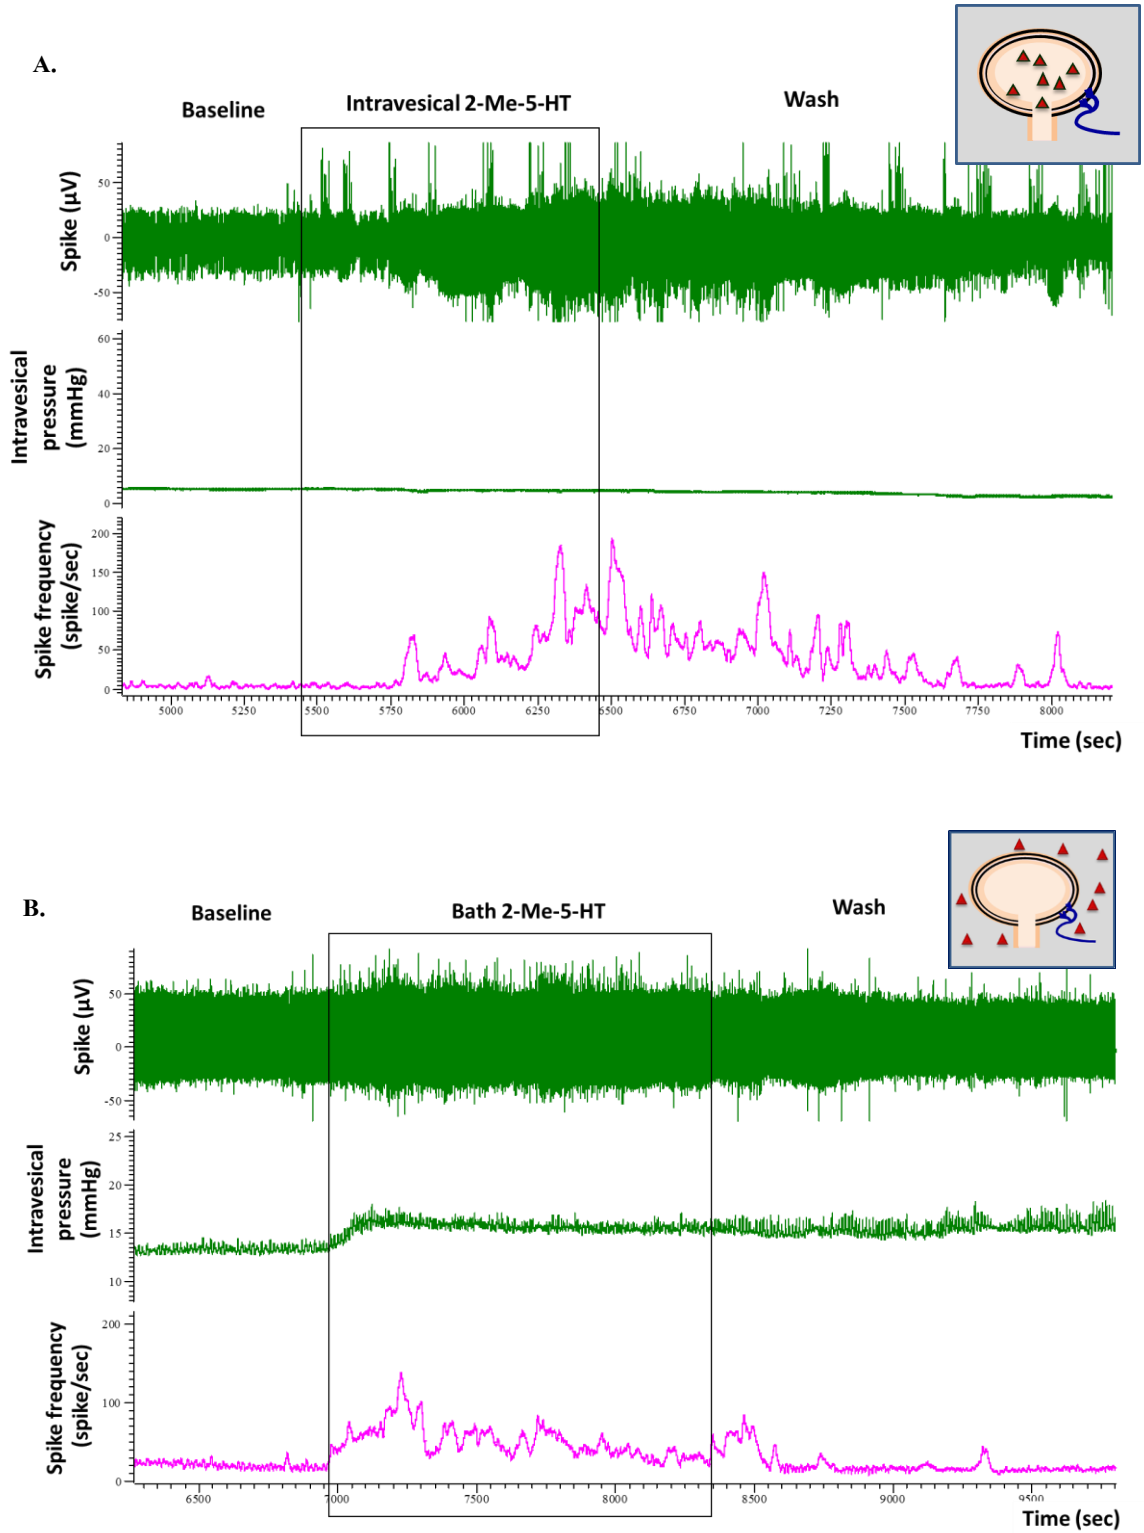 A.
Baseline
Intravesical 2-Me-5-HT
Wash
Spike (µV)
50
0
-50
Intravesical
pressure
(mmHg)
60
40
20
0
Spike frequency
(spike/sec)
200
150
100
50
0
5000 5250 5500 5750 6000 6250 6500 6750 7000 7250 7500 7750 8000
Time (sec)
B.
Baseline
Bath 2-Me-5-HT
Wash
Spike (µV)
50
0
-50
Intravesical
pressure
(mmHg)
25
20
15
10
Spike frequency
(spike/sec)
200
100
0
6500 7000 7500 8000 8500 9000 9500
Time (sec)